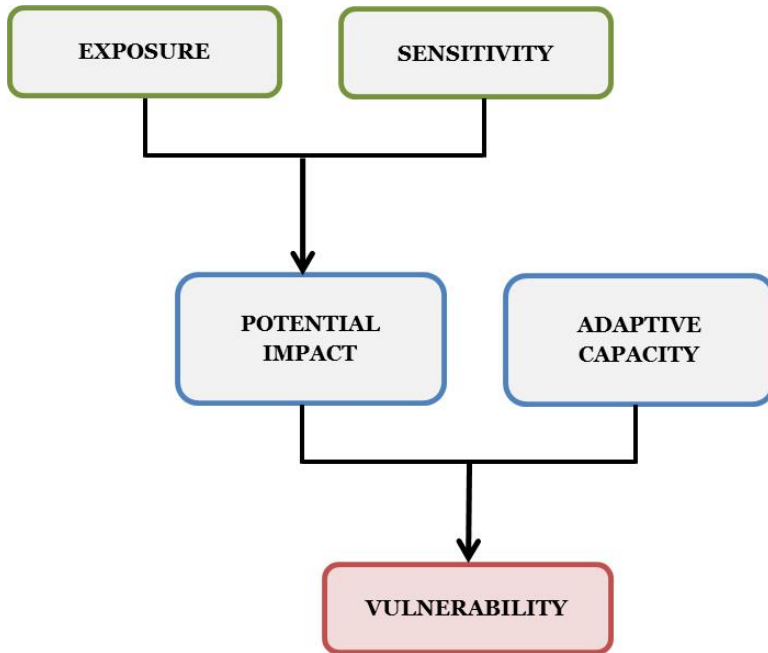 EXPOSURE
SENSITIVITY
POTENTIAL
IMPACT
ADAPTIVE
CAPACITY
VULNERABILITY